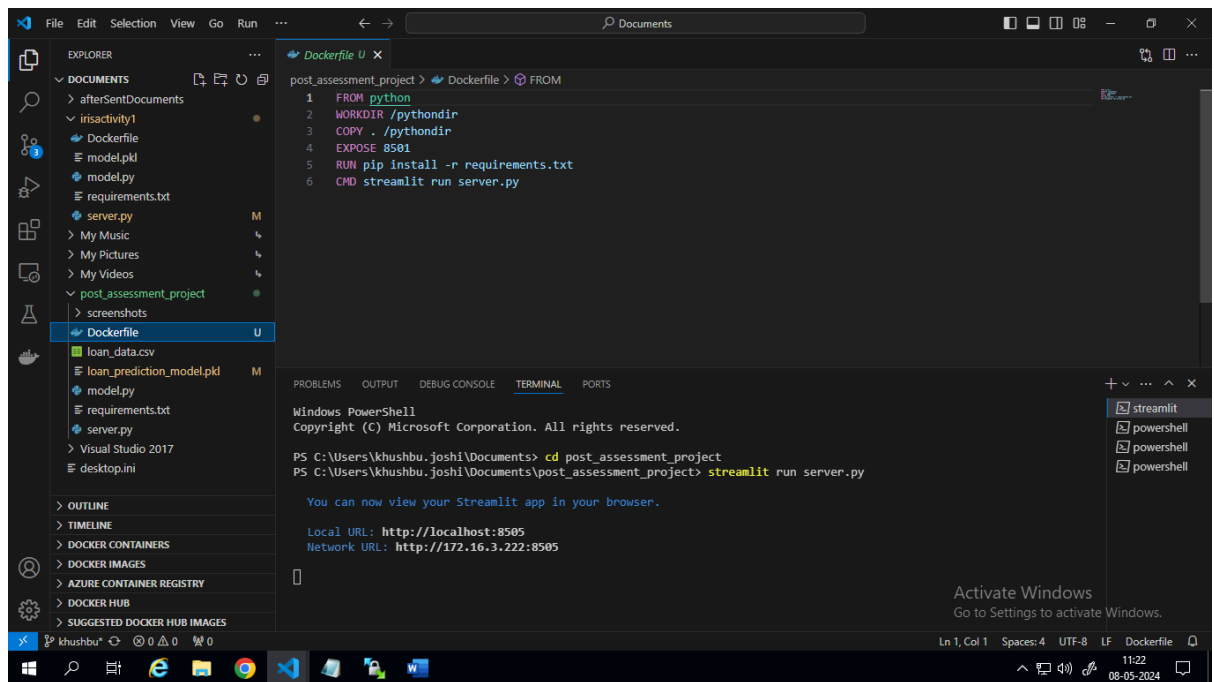 File Edit Selection View Go Run ··· Documents
EXPLORER ···
DOCUMENTS
afterSentDocuments
irisactivity1
Dockerfile
model.pkl
model.py
requirements.txt
server.py M
My Music
My Pictures
My Videos
post_assessment_project
screenshots
Dockerfile U
loan_data.csv
loan_prediction_model.pkl M
model.py
requirements.txt
server.py
Visual Studio 2017
desktop.ini
OUTLINE
TIMELINE
DOCKER CONTAINERS
DOCKER IMAGES
AZURE CONTAINER REGISTRY
DOCKER HUB
SUGGESTED DOCKER HUB IMAGES
3
Dockerfile U
post_assessment_project > Dockerfile > FROM
1 FROM python
2 WORKDIR /pythondir
3 COPY . /pythondir
4 EXPOSE 8501
5 RUN pip install -r requirements.txt
6 CMD streamlit run server.py
PROBLEMS OUTPUT DEBUG CONSOLE TERMINAL PORTS
Windows PowerShell
Copyright (C) Microsoft Corporation. All rights reserved.
PS C:\Users\khushbu.joshi\Documents> cd post_assessment_project
PS C:\Users\khushbu.joshi\Documents\post_assessment_project> streamlit run server.py
You can now view your Streamlit app in your browser.
Local URL: http://localhost:8505
Network URL: http://172.16.3.222:8505
streamlit
powershell
powershell
powershell
Activate Windows
Go to Settings to activate Windows.
khushbu* 0 0 0 Ln 1, Col 1 Spaces: 4 UTF-8 LF Dockerfile
11:22
08-05-2024